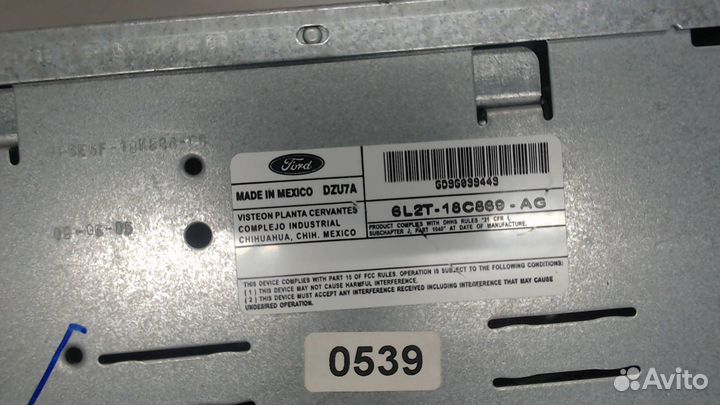 Ford
MADE IN MEXICO DZU7A
GD9G099449
6L2T-18C869-AG
VISTEON PLANTA CERVANTES
COMPLEJO INDUSTRIAL
CHIHUAHUA, CHIH. MEXICO
PRODUCT COMPLIES WITH DHHS RULES "21 CFR (,
SUBCHAPTER J, PART 1040" AT DATE OF MANUFACTURE.
THIS DEVICE COMPLIES WITH PART 15 OF FCC RULES. OPERATION IS SUBJECT TO THE FOLLOWING CONDITIONS:
(1) THIS DEVICE MAY NOT CAUSE HARMFUL INTERFERENCE.
(2) THIS DEVICE MUST ACCEPT ANY INTERFERENCE RECEIVED INCLUDING INTERFERENCE THAT MAY CAUSE
UNDESIRED OPERATION.
0539
Avito